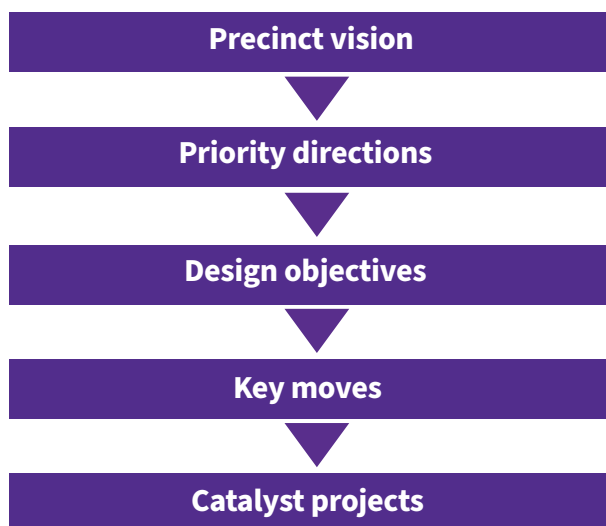 Precinct vision
Priority directions
Design objectives
Key moves
Catalyst projects